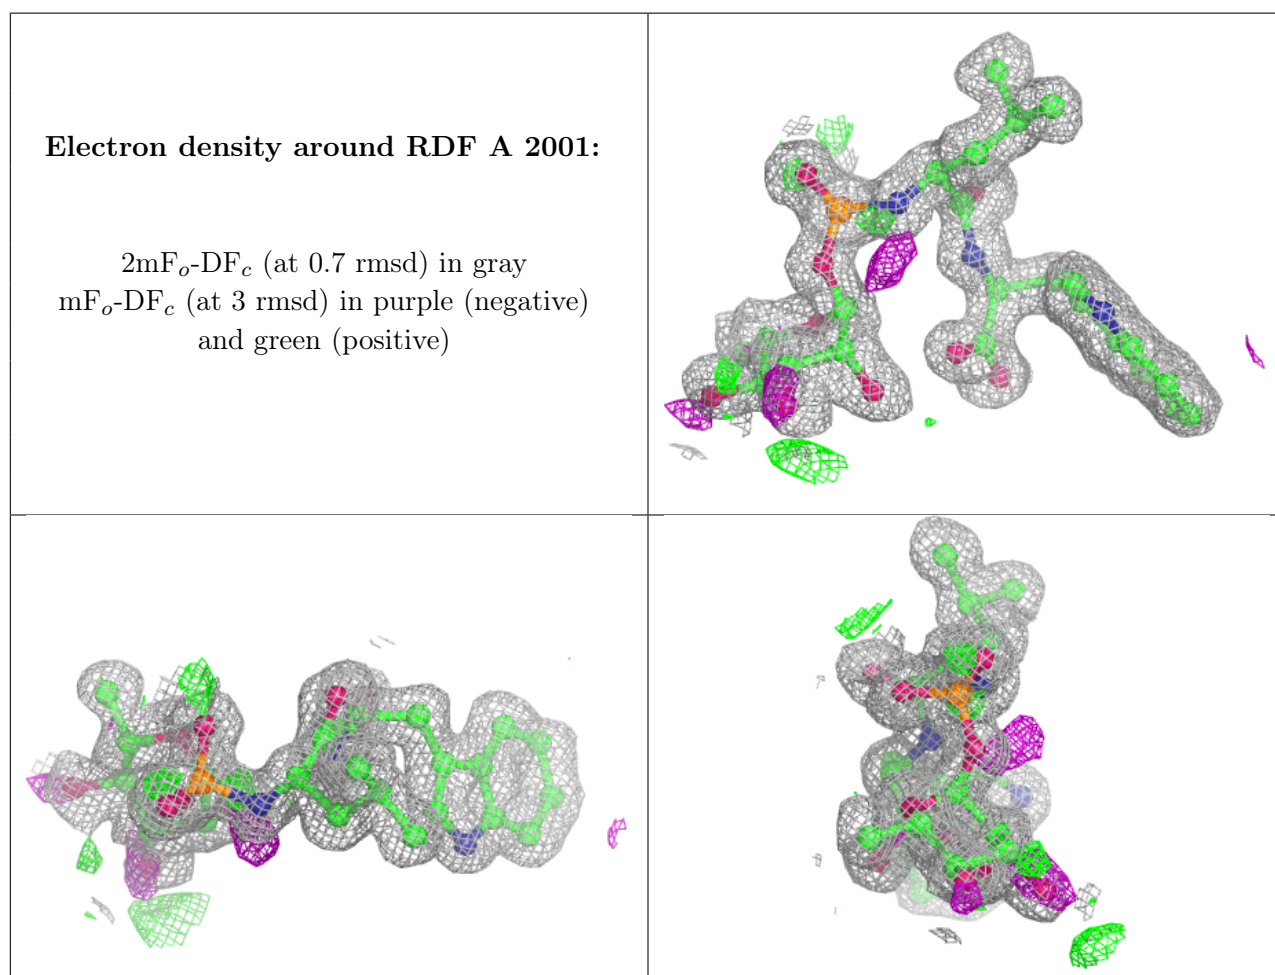 Electron density around RDF A 2001:
2mFo-DFc (at 0.7 rmsd) in gray
mFo-DFc (at 3 rmsd) in purple (negative)
and green (positive)